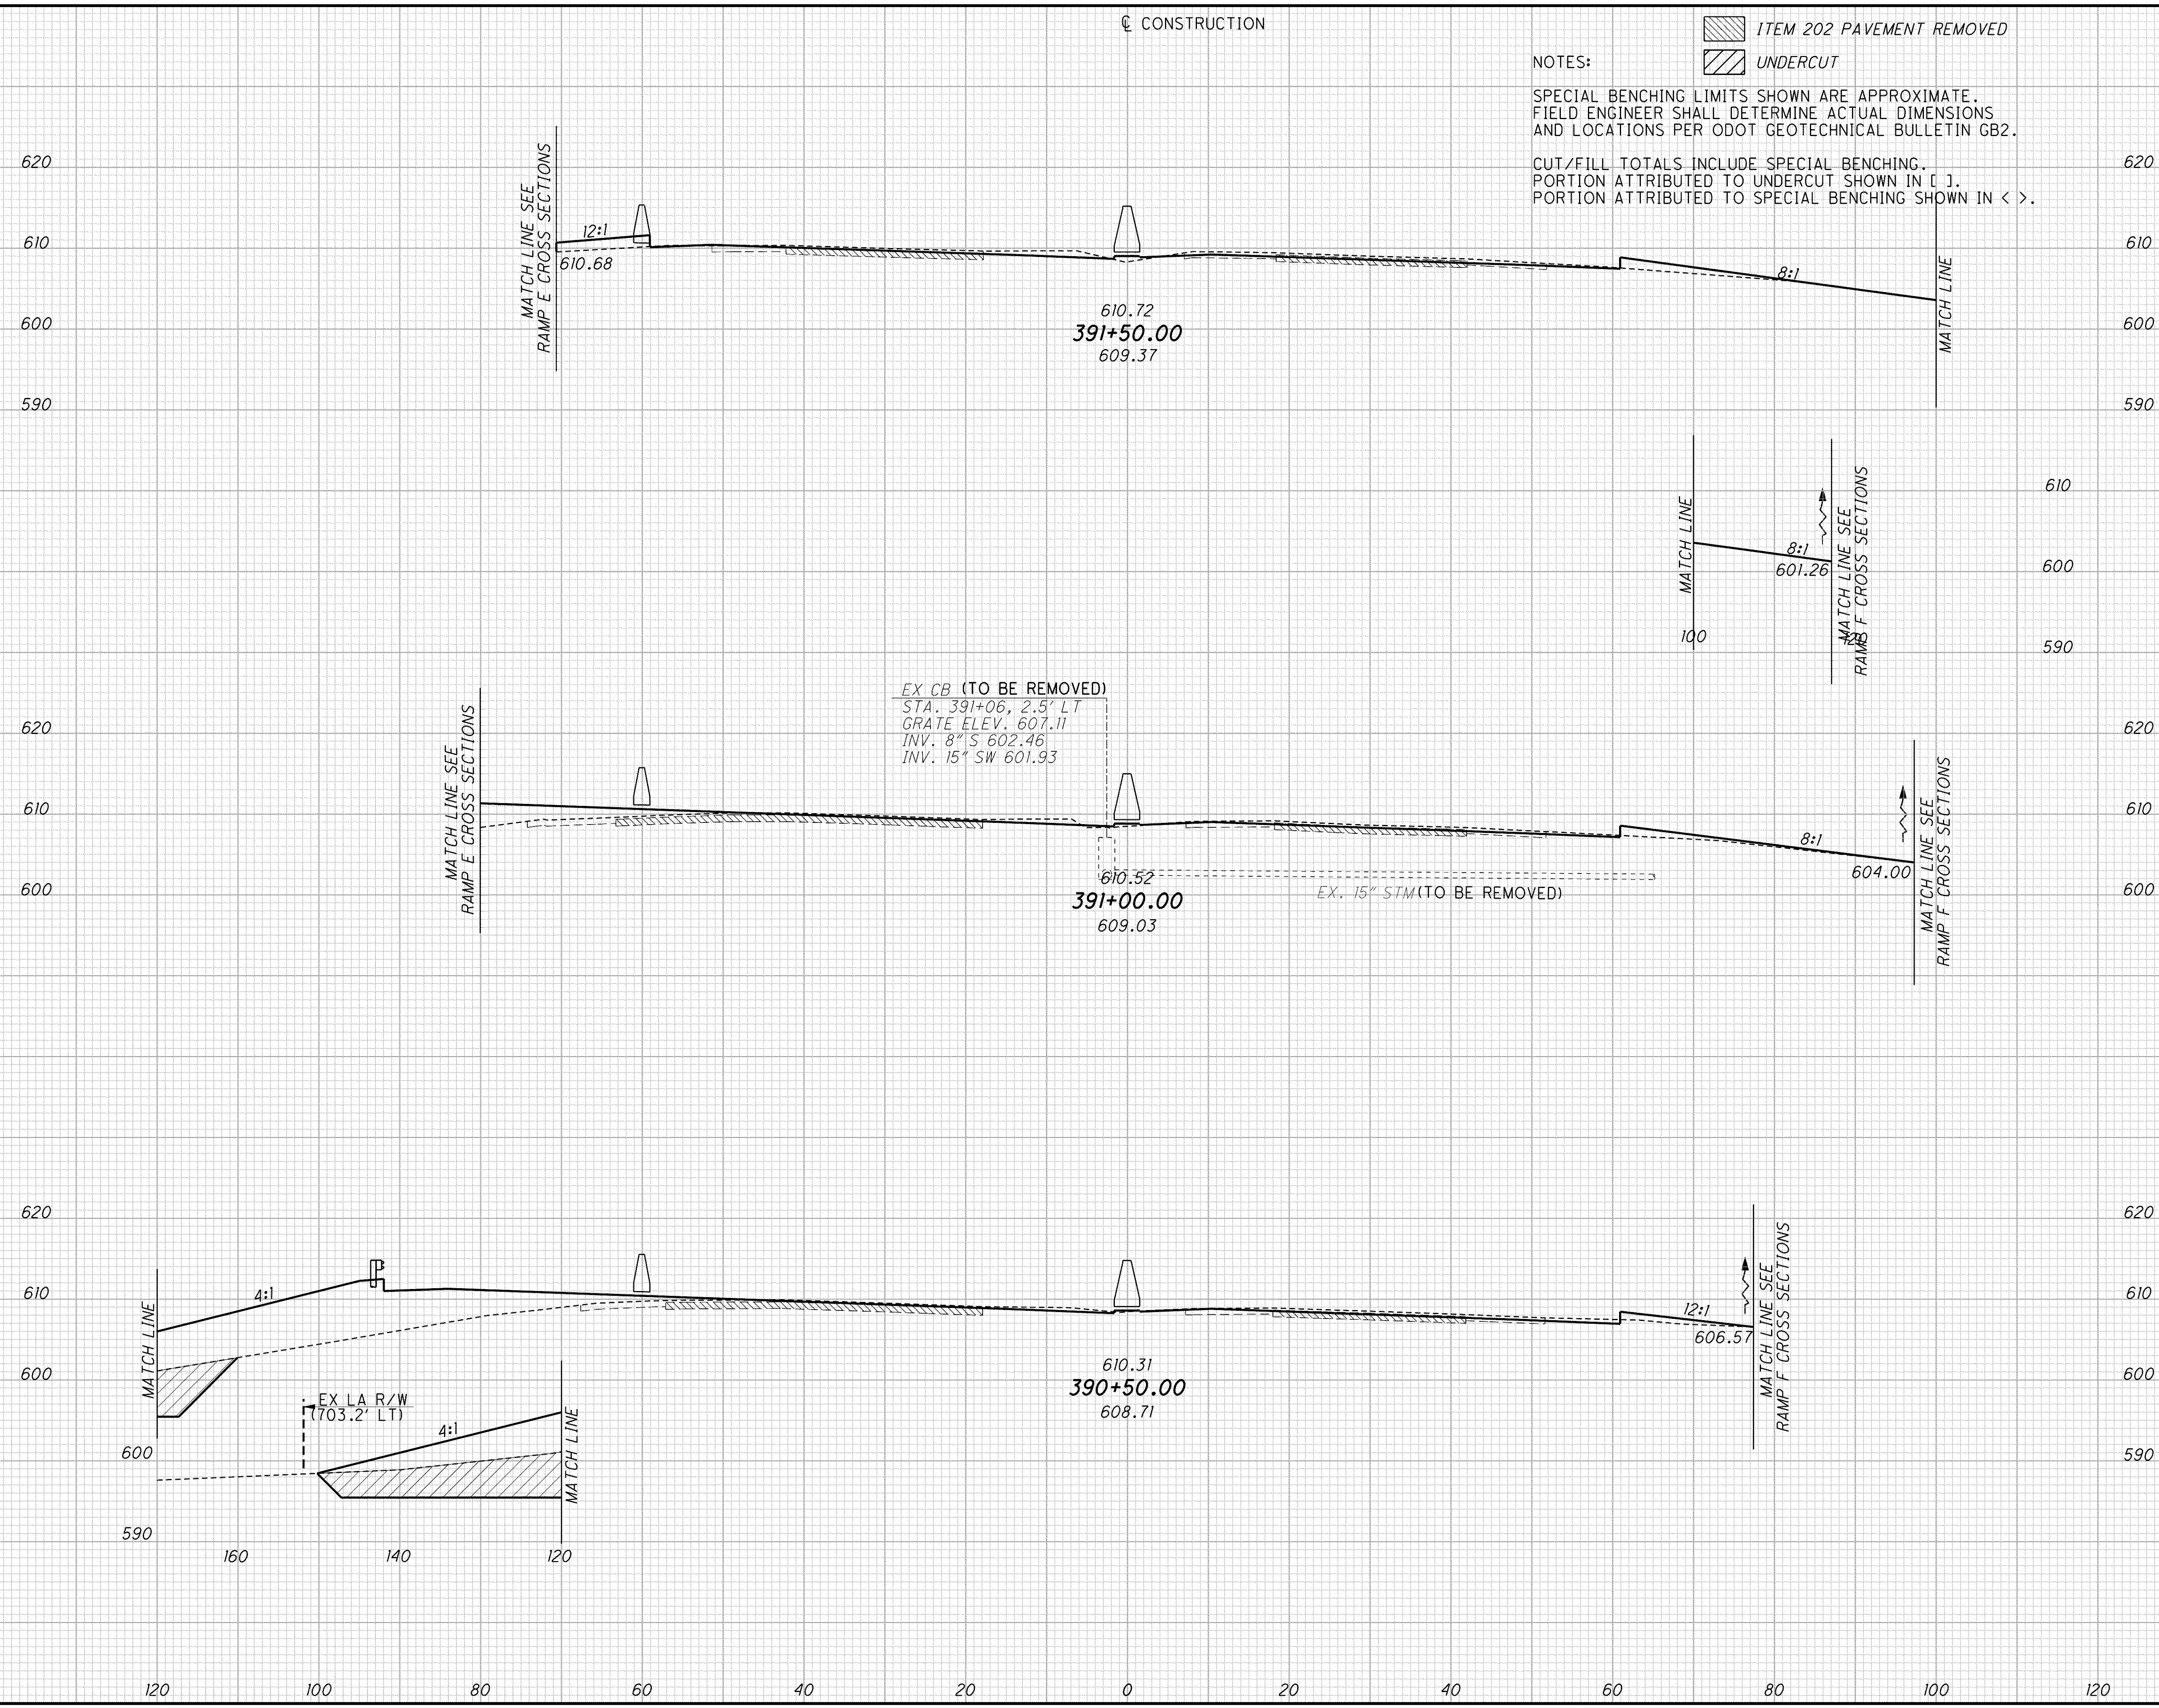 ℄ CONSTRUCTION
ITEM 202 PAVEMENT REMOVED
NOTES:
UNDERCUT
SPECIAL BENCHING LIMITS SHOWN ARE APPROXIMATE.
FIELD ENGINEER SHALL DETERMINE ACTUAL DIMENSIONS
AND LOCATIONS PER ODOT GEOTECHNICAL BULLETIN GB2.
CUT/FILL TOTALS INCLUDE SPECIAL BENCHING.
PORTION ATTRIBUTED TO UNDERCUT SHOWN IN [ ].
PORTION ATTRIBUTED TO SPECIAL BENCHING SHOWN IN < >.
620
620
610
610
600
600
590
590
MATCH LINE SEE
RAMP E CROSS SECTIONS
12:1
610.68
610.72
391+50.00
609.37
8:1
MATCH LINE
610
600
590
MATCH LINE
8:1
601.26
MATCH LINE SEE
RAMP F CROSS SECTIONS
100
120
EX CB (TO BE REMOVED)
STA. 391+06, 2.5' LT
GRATE ELEV. 607.11
INV. 8" S 602.46
INV. 15" SW 601.93
620
620
610
610
600
600
MATCH LINE SEE
RAMP E CROSS SECTIONS
610.52
391+00.00
609.03
EX. 15" STM (TO BE REMOVED)
8:1
604.00
MATCH LINE SEE
RAMP F CROSS SECTIONS
620
620
610
610
600
600
590
MATCH LINE
4:1
610.31
390+50.00
608.71
12:1
606.57
MATCH LINE SEE
RAMP F CROSS SECTIONS
EX LA R/W
(703.2' LT)
4:1
MATCH LINE
600
590
160
140
120
120
100
80
60
40
20
0
20
40
60
80
100
120